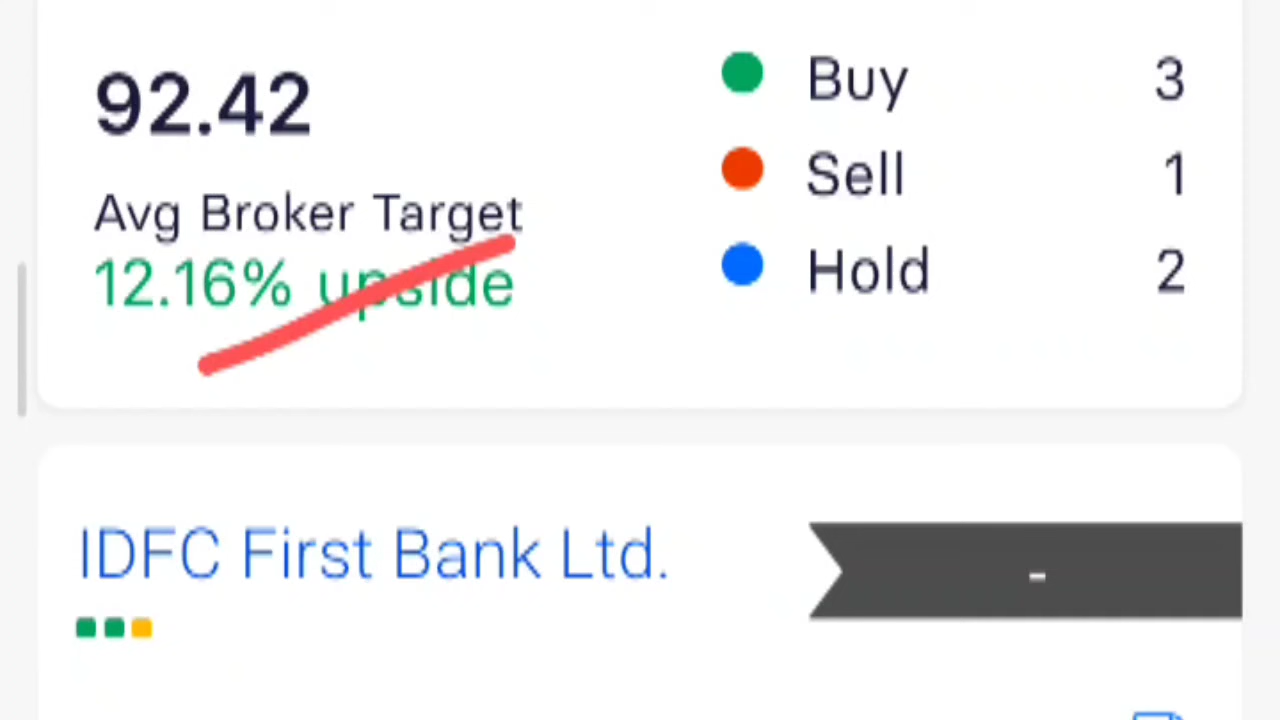 92.42
Avg Broker Target
12.16% upside
Buy 3
Sell 1
Hold 2
IDFC First Bank Ltd.
-